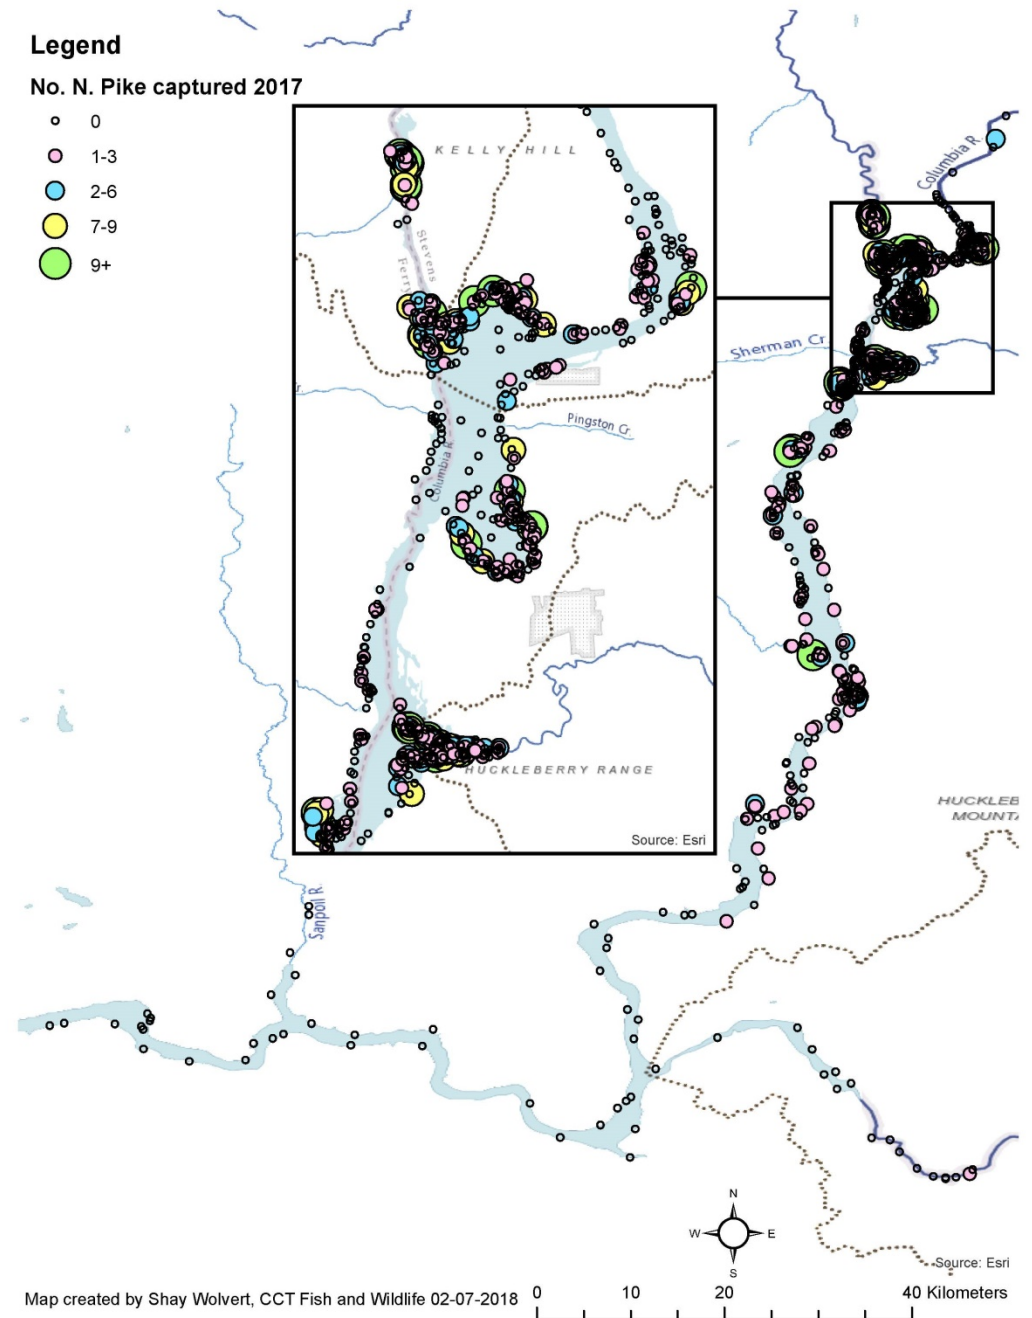 Legend
No. N. Pike captured 2017
0
1-3
2-6
7-9
9+
KELLY HILL
Stevens
Ferry
Columbia R
Pingston Cr.
Columbia R
HUCKLEBERRY RANGE
Source: Esri
Sherman Cr
HUCKLEB
MOUNTA
Sanpoil R.
N
W E
S
Source: Esri
Map created by Shay Wolvert, CCT Fish and Wildlife 02-07-2018
0 10 20 40 Kilometers